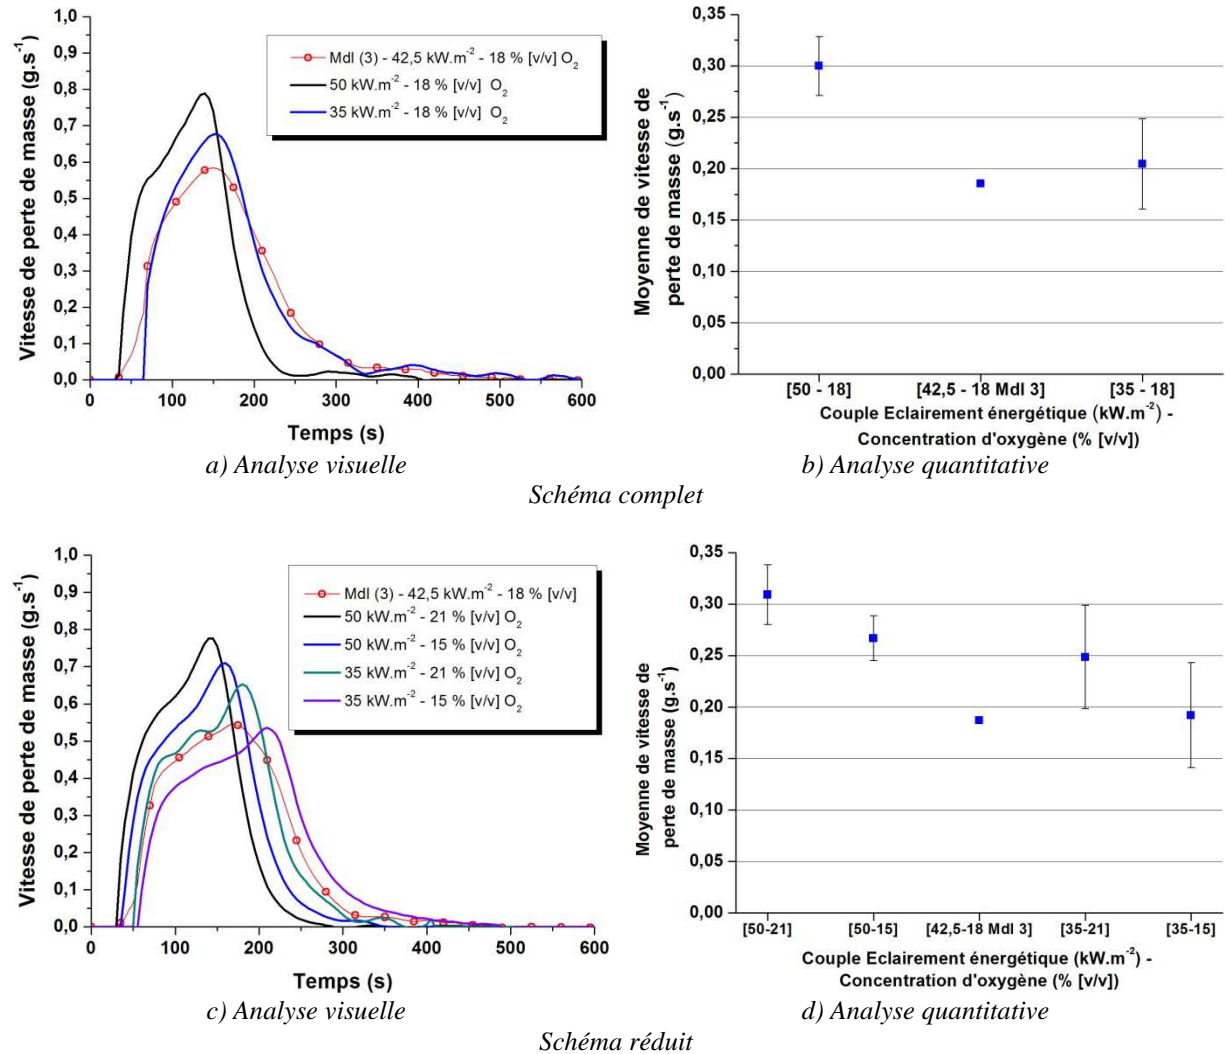 1,0
0,9
0,8
0,7
0,6
0,5
0,4
0,3
0,2
0,1
0,0
Vitesse de perte de masse (g.s⁻¹)
Mdl (3) - 42,5 kW.m⁻² - 18 % [v/v] O₂
50 kW.m⁻² - 18 % [v/v] O₂
35 kW.m⁻² - 18 % [v/v] O₂
0 100 200 300 400 500 600
Temps (s)
a) Analyse visuelle
0,35
0,30
0,25
0,20
0,15
0,10
0,05
0,00
Moyenne de vitesse de
perte de masse (g.s⁻¹)
[50 - 18] [42,5 - 18 Mdl 3] [35 - 18]
Couple Eclairement énergétique (kW.m⁻²) -
Concentration d'oxygène (% [v/v])
b) Analyse quantitative
Schéma complet
1,0
0,9
0,8
0,7
0,6
0,5
0,4
0,3
0,2
0,1
0,0
Vitesse de perte de masse (g.s⁻¹)
Mdl (3) - 42,5 kW.m⁻² - 18 % [v/v]
50 kW.m⁻² - 21 % [v/v] O₂
50 kW.m⁻² - 15 % [v/v] O₂
35 kW.m⁻² - 21 % [v/v] O₂
35 kW.m⁻² - 15 % [v/v] O₂
0 100 200 300 400 500 600
Temps (s)
c) Analyse visuelle
0,35
0,30
0,25
0,20
0,15
0,10
0,05
0,00
Moyenne de vitesse de
perte de masse (g.s⁻¹)
[50-21] [50-15] [42,5-18 Mdl 3] [35-21] [35-15]
Couple Eclairement énergétique (kW.m⁻²) -
Concentration d'oxygène (% [v/v])
d) Analyse quantitative
Schéma réduit